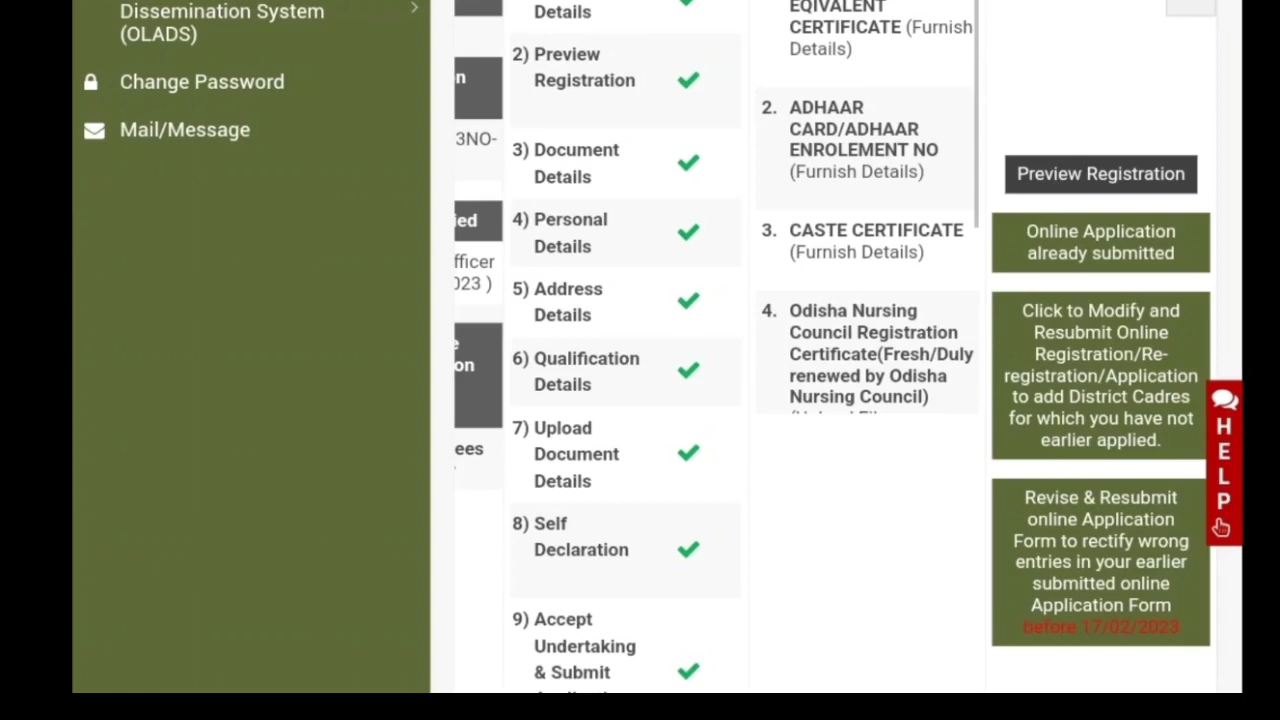 Dissemination System
(OLADS)
Change Password
Mail/Message
3NO-
fficer
023 )
ees
Details
2) Preview
Registration
3) Document
Details
4) Personal
Details
5) Address
Details
6) Qualification
Details
7) Upload
Document
Details
8) Self
Declaration
9) Accept
Undertaking
& Submit
EQIVALENT
CERTIFICATE (Furnish
Details)
2. ADHAAR
CARD/ADHAAR
ENROLEMENT NO
(Furnish Details)
3. CASTE CERTIFICATE
(Furnish Details)
4. Odisha Nursing
Council Registration
Certificate(Fresh/Duly
renewed by Odisha
Nursing Council)
Preview Registration
Online Application
already submitted
Click to Modify and
Resubmit Online
Registration/Re-
registration/Application
to add District Cadres
for which you have not
earlier applied.
Revise & Resubmit
online Application
Form to rectify wrong
entries in your earlier
submitted online
Application Form
before 17/02/2023
HELP